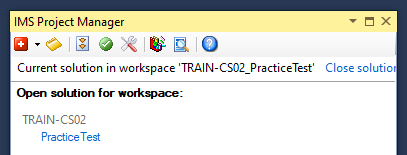 IMS Project Manager
Current solution in workspace 'TRAIN-CS02_PracticeTest' Close solution
Open solution for workspace:
TRAIN-CS02
PracticeTest